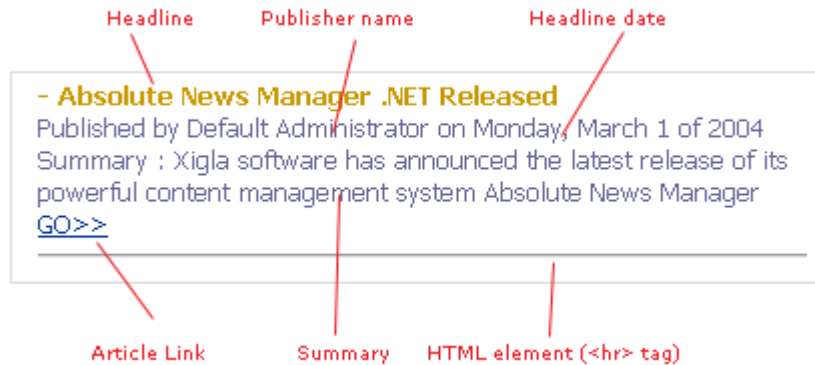 Headline Publisher name Headline date
- Absolute News Manager .NET Released
Published by Default Administrator on Monday, March 1 of 2004
Summary : Xigla software has announced the latest release of its
powerful content management system Absolute News Manager
GO>>
Article Link Summary HTML element (<hr> tag)